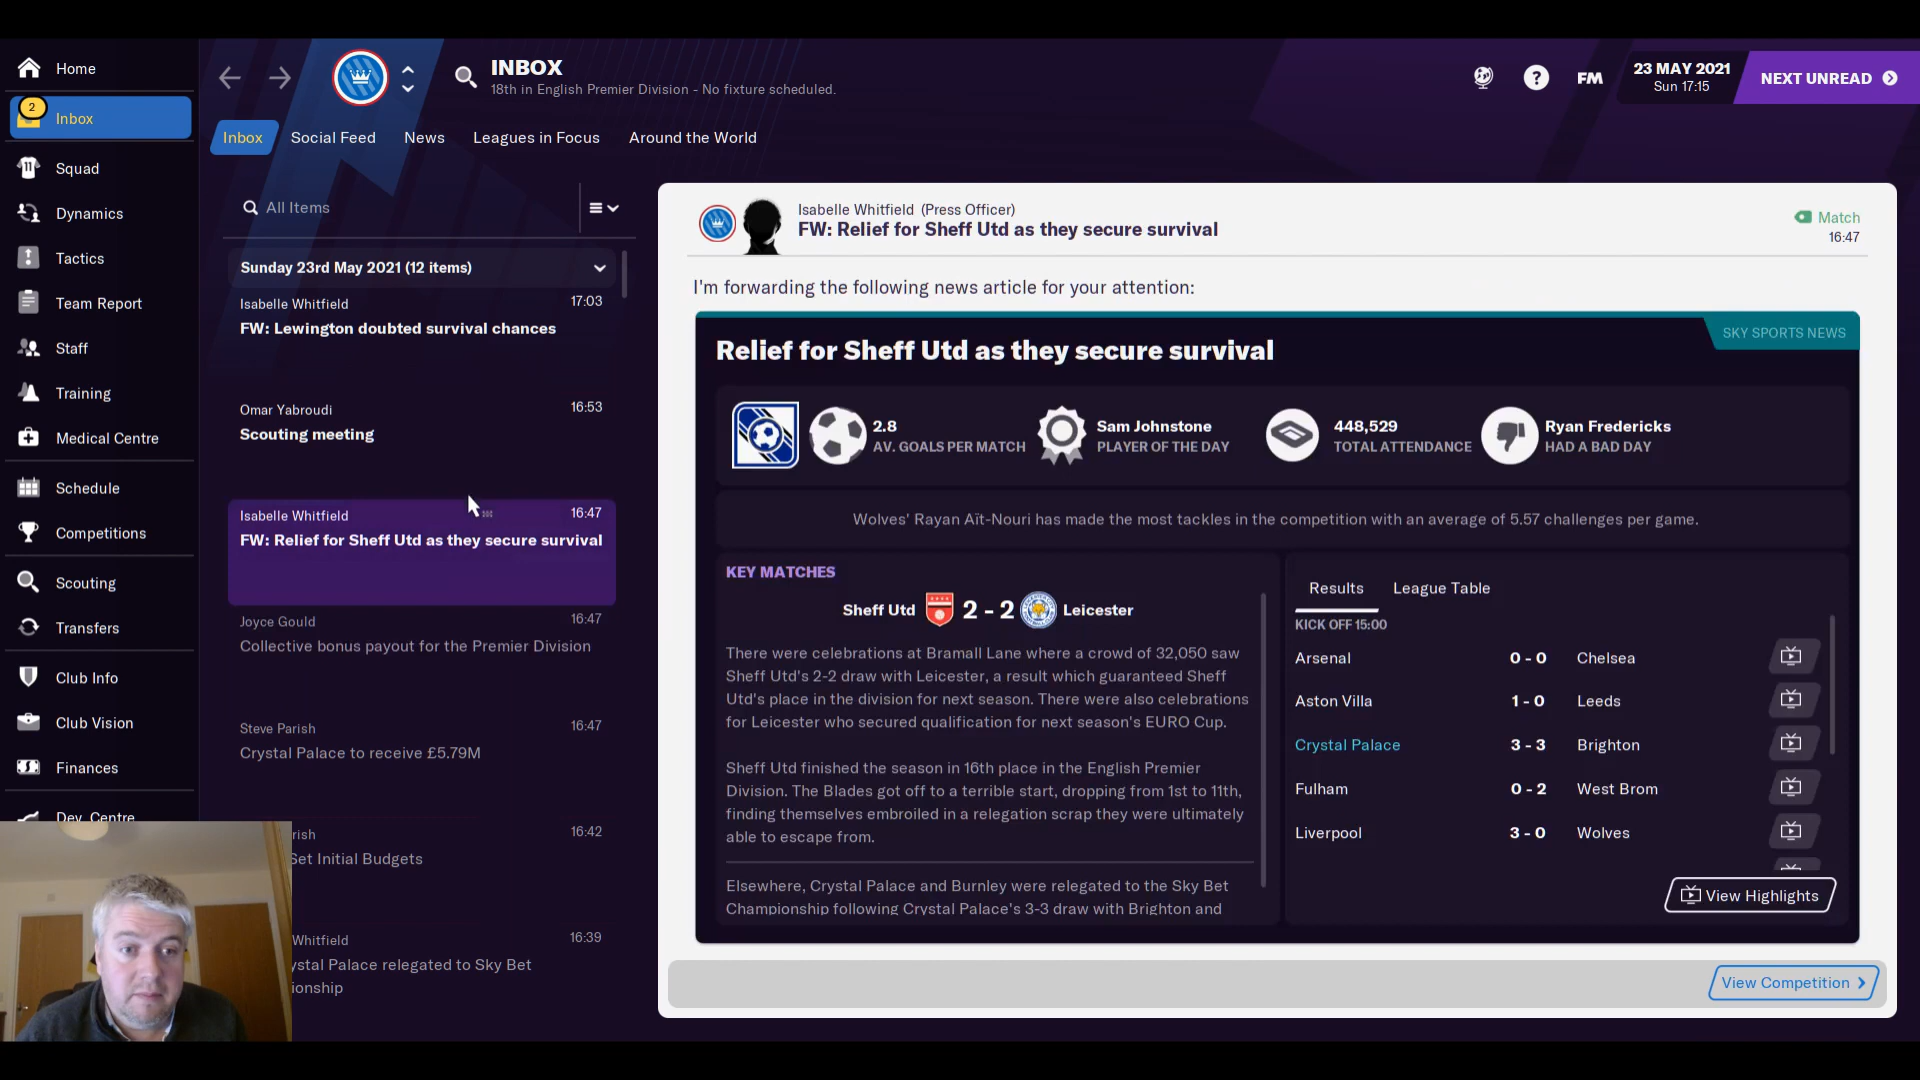 Home
2
Inbox
Squad
Dynamics
Tactics
Team Report
Staff
Training
Medical Centre
Schedule
Competitions
Scouting
Transfers
Club Info
Club Vision
Finances
Dev. Centre
INBOX
18th in English Premier Division - No fixture scheduled.
FM
23 MAY 2021
Sun 17:15
NEXT UNREAD
Inbox
Social Feed
News
Leagues in Focus
Around the World
All Items
Sunday 23rd May 2021 (12 items)
Isabelle Whitfield 17:03
FW: Lewington doubted survival chances
Omar Yabroudi 16:53
Scouting meeting
Isabelle Whitfield 16:47
FW: Relief for Sheff Utd as they secure survival
Joyce Gould 16:47
Collective bonus payout for the Premier Division
Steve Parish 16:47
Crystal Palace to receive £5.79M
rish 16:42
Set Initial Budgets
Whitfield 16:39
ystal Palace relegated to Sky Bet
ionship
Isabelle Whitfield (Press Officer)
FW: Relief for Sheff Utd as they secure survival
Match
16:47
I'm forwarding the following news article for your attention:
SKY SPORTS NEWS
Relief for Sheff Utd as they secure survival
2.8
AV. GOALS PER MATCH
Sam Johnstone
PLAYER OF THE DAY
448,529
TOTAL ATTENDANCE
Ryan Fredericks
HAD A BAD DAY
Wolves' Rayan Aït-Nouri has made the most tackles in the competition with an average of 5.57 challenges per game.
KEY MATCHES
Sheff Utd 2 - 2 Leicester
There were celebrations at Bramall Lane where a crowd of 32,050 saw
Sheff Utd's 2-2 draw with Leicester, a result which guaranteed Sheff
Utd's place in the division for next season. There were also celebrations
for Leicester who secured qualification for next season's EURO Cup.
Sheff Utd finished the season in 16th place in the English Premier
Division. The Blades got off to a terrible start, dropping from 1st to 11th,
finding themselves embroiled in a relegation scrap they were ultimately
able to escape from.
Elsewhere, Crystal Palace and Burnley were relegated to the Sky Bet
Championship following Crystal Palace's 3-3 draw with Brighton and
Results
League Table
KICK OFF 15:00
Arsenal 0 - 0 Chelsea
Aston Villa 1 - 0 Leeds
Crystal Palace 3 - 3 Brighton
Fulham 0 - 2 West Brom
Liverpool 3 - 0 Wolves
View Highlights
View Competition